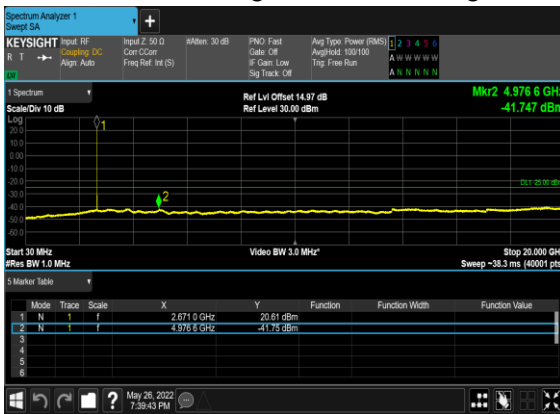 Spectrum Analyzer 1
Swept SA
+
KEYSIGHT Input: RF Input Z: 50 Ω #Atten: 30 dB PNO: Fast Avg Type: Power (RMS) 1 2 3 4 5 6
R T Coupling: DC Corr CCorr Gate: Off Avg|Hold: 100/100 A W W W W W
Align: Auto Freq Ref: Int (S) IF Gain: Low Trig: Free Run
LV Sig Track: Off A N N N N N
1 Spectrum Ref Lvl Offset 14.97 dB Mkr2 4.976 6 GHz
Scale/Div 10 dB Ref Level 30.00 dBm -41.747 dBm
Log
20.0
10.0
0.00
-10.0
-20.0
-30.0
-40.0
-50.0
-60.0
1
2
DL1 -25.00 dBm
Start 30 MHz Video BW 3.0 MHz* Stop 20.000 GHz
#Res BW 1.0 MHz Sweep ~38.3 ms (40001 pts)
5 Marker Table
Mode Trace Scale X Y Function Function Width Function Value
1 N 1 f 2.671 0 GHz 20.61 dBm
2 N 1 f 4.976 6 GHz -41.75 dBm
3
4
5
6
? May 26, 2022
7:39:43 PM